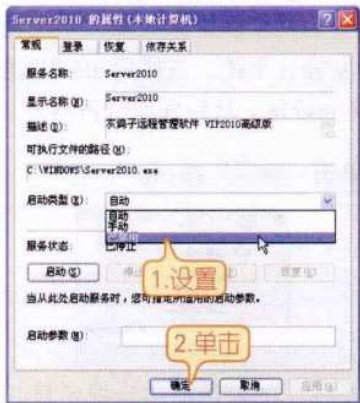 Server2010 的属性(本地计算机)
常规 登录 恢复 依存关系
服务名称: Server2010
显示名称(N): Server2010
描述(D): 灰鸽子远程管理软件 VIP2010高级版
可执行文件的路径(H):
C:\WINDOWS\Server2010.exe
启动类型(E): 自动
自动
手动
服务状态: 已停止
启动(S)
1.设置
当从此处启动服务时，您可指定所适用的启动参数。
启动参数(M):
2.单击
确定 取消 应用(A)